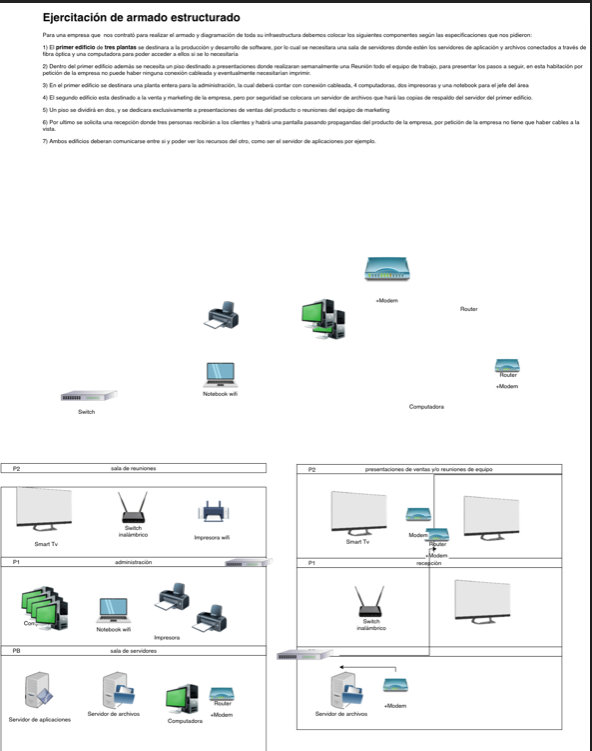 Ejercitación de armado estructurado
Para una empresa que nos contrató para realizar el armado y diagramación de toda su infraestructura debemos colocar los siguientes componentes según las especificaciones que nos pidieron:
1) El primer edificio de tres plantas se destinara a la producción y desarrollo de software, por lo cual se necesitara una sala de servidores donde estén los servidores de aplicación y archivos conectados a través de
fibra óptica y una computadora para poder acceder a ellos si se lo necesitaría
2) Dentro del primer edificio además se necesita un piso destinado a presentaciones donde realizaran semanalmente una Reunión todo el equipo de trabajo, para presentar los pasos a seguir, en esta habitación por
petición de la empresa no puede haber ninguna conexión cableada y eventualmente necesitarían imprimir.
3) En el primer edificio se destinara una planta entera para la administración, la cual deberá contar con conexión cableada, 4 computadoras, dos impresoras y una notebook para el jefe del área
4) El segundo edificio esta destinado a la venta y marketing de la empresa, pero por seguridad se colocara un servidor de archivos que hará las copias de respaldo del servidor del primer edificio.
5) Un piso se dividirá en dos, y se dedicara exclusivamente a presentaciones de ventas del producto o reuniones del equipo de marketing
6) Por ultimo se solicita una recepción donde tres personas recibirán a los clientes y habrá una pantalla pasando propagandas del producto de la empresa, por petición de la empresa no tiene que haber cables a la
vista.
7) Ambos edificios deberan comunicarse entre si y poder ver los recursos del otro, como ser el servidor de aplicaciones por ejemplo.
+Modem
Router
Router
+Modem
Notebook wifi
Computadora
Switch
P2 sala de reuniones
Smart Tv
Switch
inalámbrico
Impresora wifi
P1 administración
Notebook wifi
Impresora
PB sala de servidores
Servidor de aplicaciones
Servidor de archivos
Computadora
Router
+Modem
P2 presentaciones de ventas y/o reuniones de equipo
Smart Tv
Modem
Router
+Modem
P1 recepción
Switch
inalámbrico
Servidor de archivos
+Modem